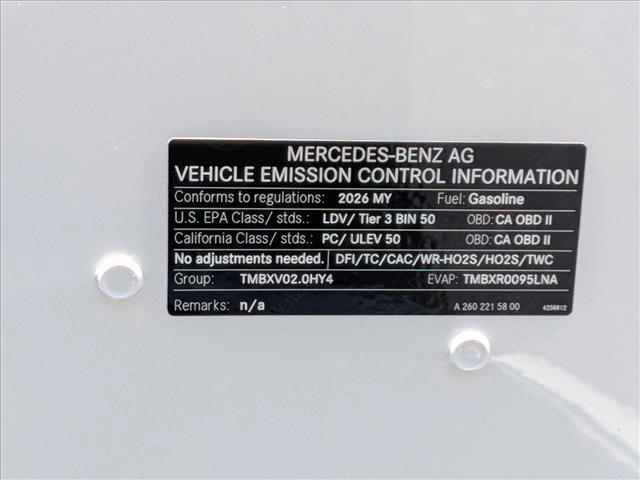 MERCEDES-BENZ AG
VEHICLE EMISSION CONTROL INFORMATION
Conforms to regulations: 2026 MY Fuel: Gasoline
U.S. EPA Class/ stds.: LDV/ Tier 3 BIN 50 OBD: CA OBD II
California Class/ stds.: PC/ ULEV 50 OBD: CA OBD II
No adjustments needed. DFI/TC/CAC/WR-HO2S/HO2S/TWC
Group: TMBXV02.0HY4 EVAP: TMBXR0095LNA
Remarks: n/a A 260 221 58 00 4258812